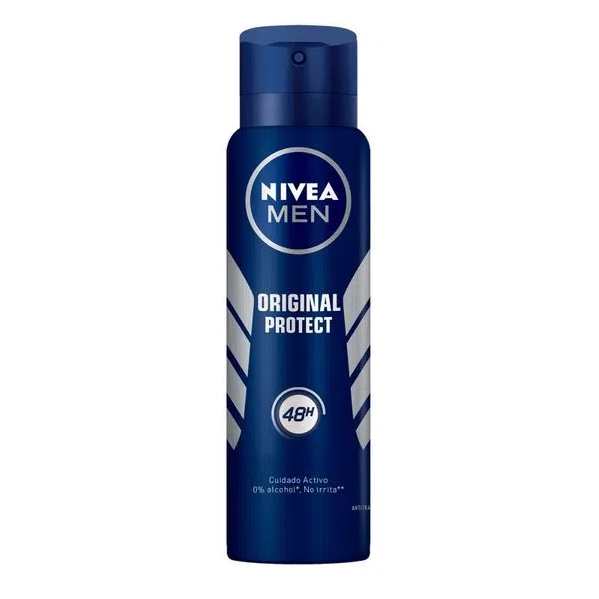 NIVEA
MEN
ORIGINAL
PROTECT
48H
Cuidado Activo
0% alcohol*, No irrita**